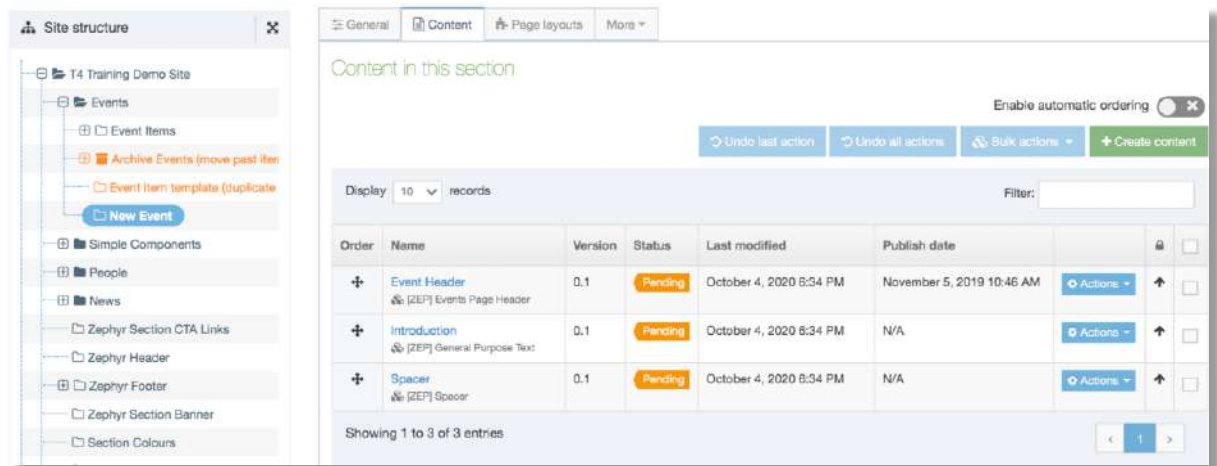 Site structure
T4 Training Demo Site
Events
Event Items
Archive Events (move past iten
Event Item template (duplicate
New Event
Simple Components
People
News
Zephyr Section CTA Links
Zephyr Header
Zephyr Footer
Zephyr Section Banner
Section Colours
General Content Page layouts More
Content in this section
Enable automatic ordering
Undo last action Undo all actions Bulk actions + Create content
Display 10 records Filter:
Order Name Version Status Last modified Publish date
Event Header 0.1 Pending October 4, 2020 6:34 PM November 5, 2019 10:46 AM Actions
[ZEP] Events Page Header
Introduction 0.1 Pending October 4, 2020 6:34 PM N/A Actions
[ZEP] General Purpose Text
Spacer 0.1 Pending October 4, 2020 6:34 PM N/A Actions
[ZEP] Spacer
Showing 1 to 3 of 3 entries
< 1 >